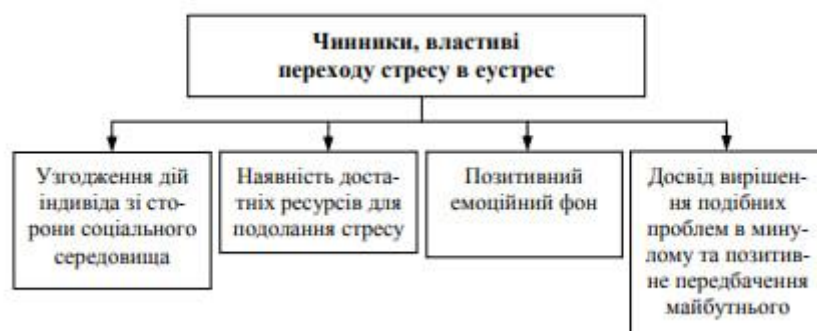 Чинники, властиві
переходу стресу в еустрес
Узгодження дій
індивіда зі сто-
рони соціального
середовища
Наявність доста-
тніх ресурсів для
подолання стресу
Позитивний
емоційний фон
Досвід вирішен-
ня подібних
проблем в мину-
лому та позитив-
не передбачення
майбутнього